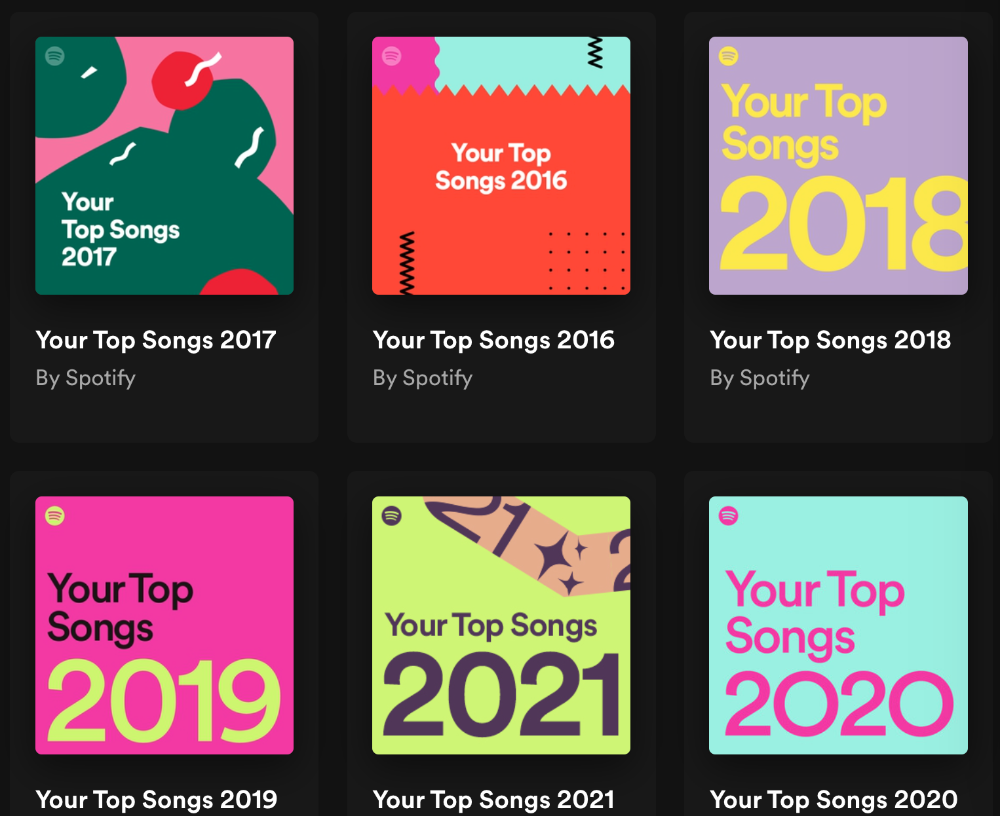 Your
Top Songs
2017
Your Top Songs 2017
By Spotify
Your Top
Songs 2016
Your Top Songs 2016
By Spotify
Your Top
Songs
2018
Your Top Songs 2018
By Spotify
Your Top
Songs
2019
Your Top Songs 2019
21
2
Your Top Songs
2021
Your Top Songs 2021
Your Top
Songs
2020
Your Top Songs 2020